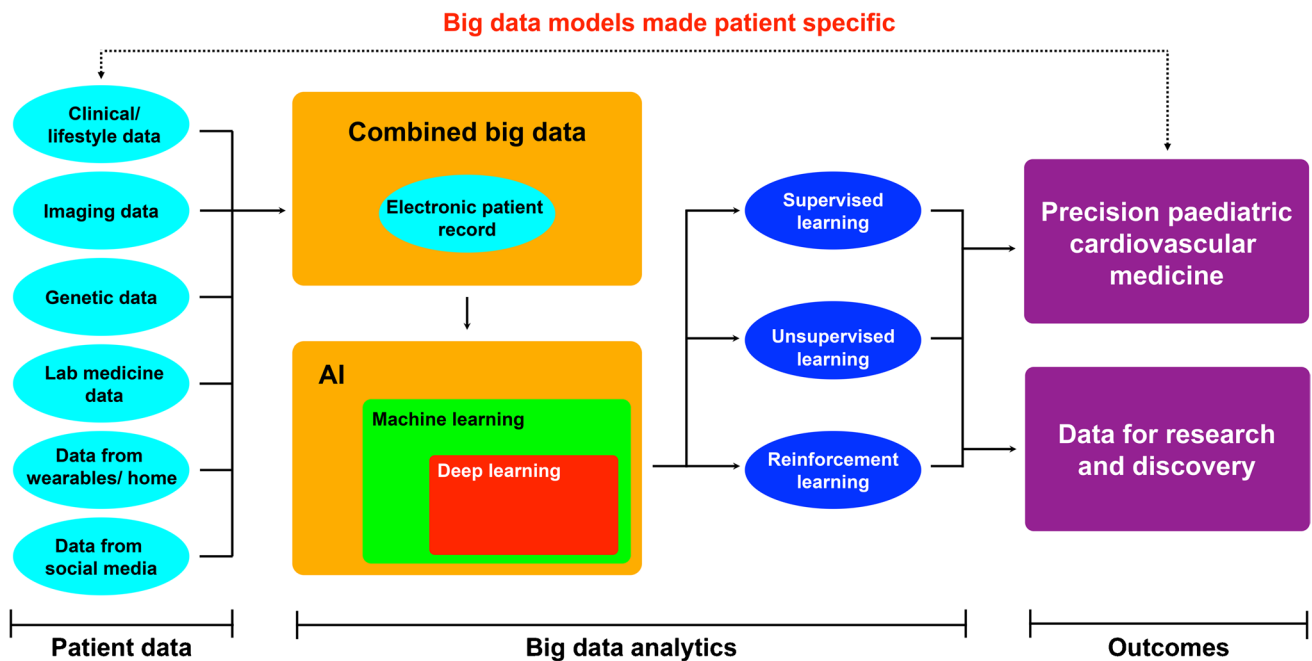 Big data models made patient specific
Clinical/
lifestyle data
Imaging data
Genetic data
Lab medicine
data
Data from
wearables/ home
Data from
social media
Combined big data
Electronic patient
record
AI
Machine learning
Deep learning
Supervised
learning
Unsupervised
learning
Reinforcement
learning
Precision paediatric
cardiovascular
medicine
Data for research
and discovery
Patient data
Big data analytics
Outcomes